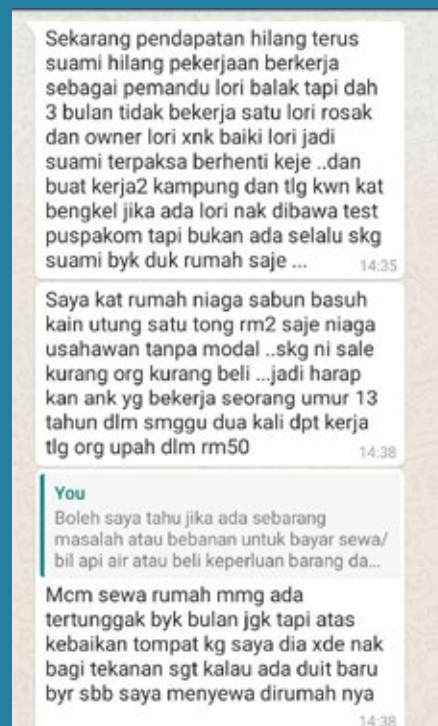 Sekarang pendapatan hilang terus
suami hilang pekerjaan berkerja
sebagai pemandu lori balak tapi dah
3 bulan tidak bekerja satu lori rosak
dan owner lori xnk baiki lori jadi
suami terpaksa berhenti keje ..dan
buat kerja2 kampung dan tlg kwn kat
bengkel jika ada lori nak dibawa test
puspakom tapi bukan ada selalu skg
suami byk duk rumah saje ...
14:35
Saya kat rumah niaga sabun basuh
kain utung satu tong rm2 saje niaga
usahawan tanpa modal ..skg ni sale
kurang org kurang beli ...jadi harap
kan ank yg bekerja seorang umur 13
tahun dlm smggu dua kali dpt kerja
tlg org upah dlm rm50
14:38
You
Boleh saya tahu jika ada sebarang
masalah atau bebanan untuk bayar sewa/
bil api air atau beli keperluan barang da...
Mcm sewa rumah mmg ada
tertunggak byk bulan jgk tapi atas
kebaikan tompat kg saya dia xde nak
bagi tekanan sgt kalau ada duit baru
byr sbb saya menyewa dirumah nya
14:38